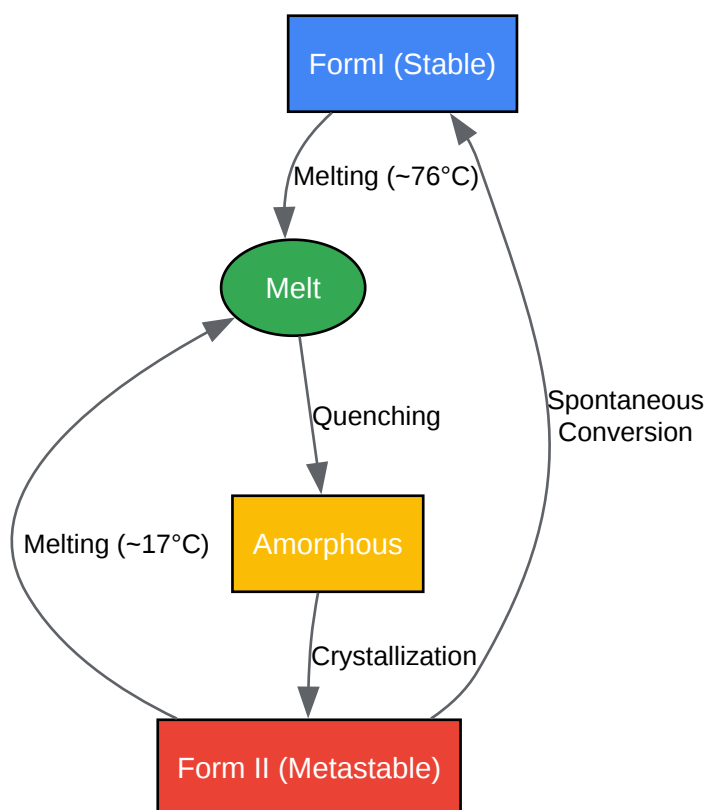 FormI (Stable)
Melting (~76°C)
Melt
Quenching
Spontaneous
Conversion
Melting (~17°C)
Amorphous
Crystallization
Form II (Metastable)